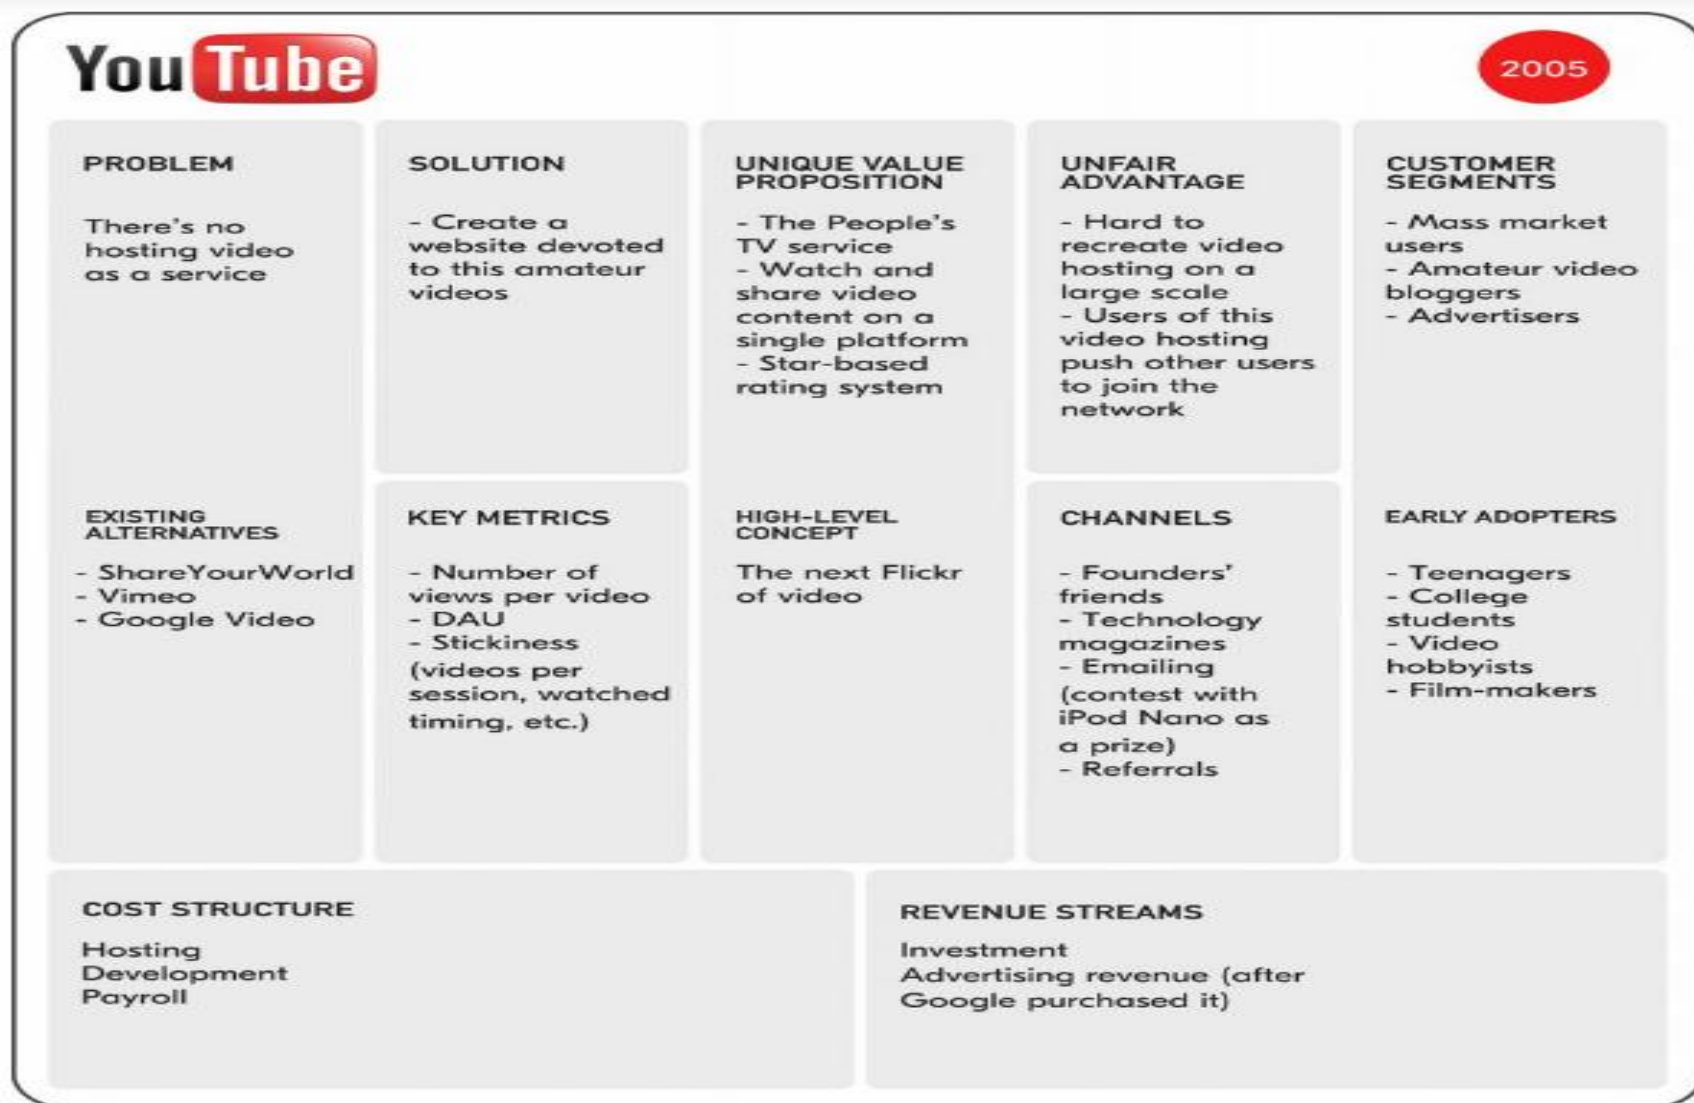 YouTube
2005
PROBLEM
There's no
hosting video
as a service
EXISTING
ALTERNATIVES
- ShareYourWorld
- Vimeo
- Google Video
SOLUTION
- Create a
website devoted
to this amateur
videos
KEY METRICS
- Number of
views per video
- DAU
- Stickiness
(videos per
session, watched
timing, etc.)
UNIQUE VALUE
PROPOSITION
- The People's
TV service
- Watch and
share video
content on a
single platform
- Star-based
rating system
HIGH-LEVEL
CONCEPT
The next Flickr
of video
UNFAIR
ADVANTAGE
- Hard to
recreate video
hosting on a
large scale
- Users of this
video hosting
push other users
to join the
network
CHANNELS
- Founders'
friends
- Technology
magazines
- Emailing
(contest with
iPod Nano as
a prize)
- Referrals
CUSTOMER
SEGMENTS
- Mass market
users
- Amateur video
bloggers
- Advertisers
EARLY ADOPTERS
- Teenagers
- College
students
- Video
hobbyists
- Film-makers
COST STRUCTURE
Hosting
Development
Payroll
REVENUE STREAMS
Investment
Advertising revenue (after
Google purchased it)